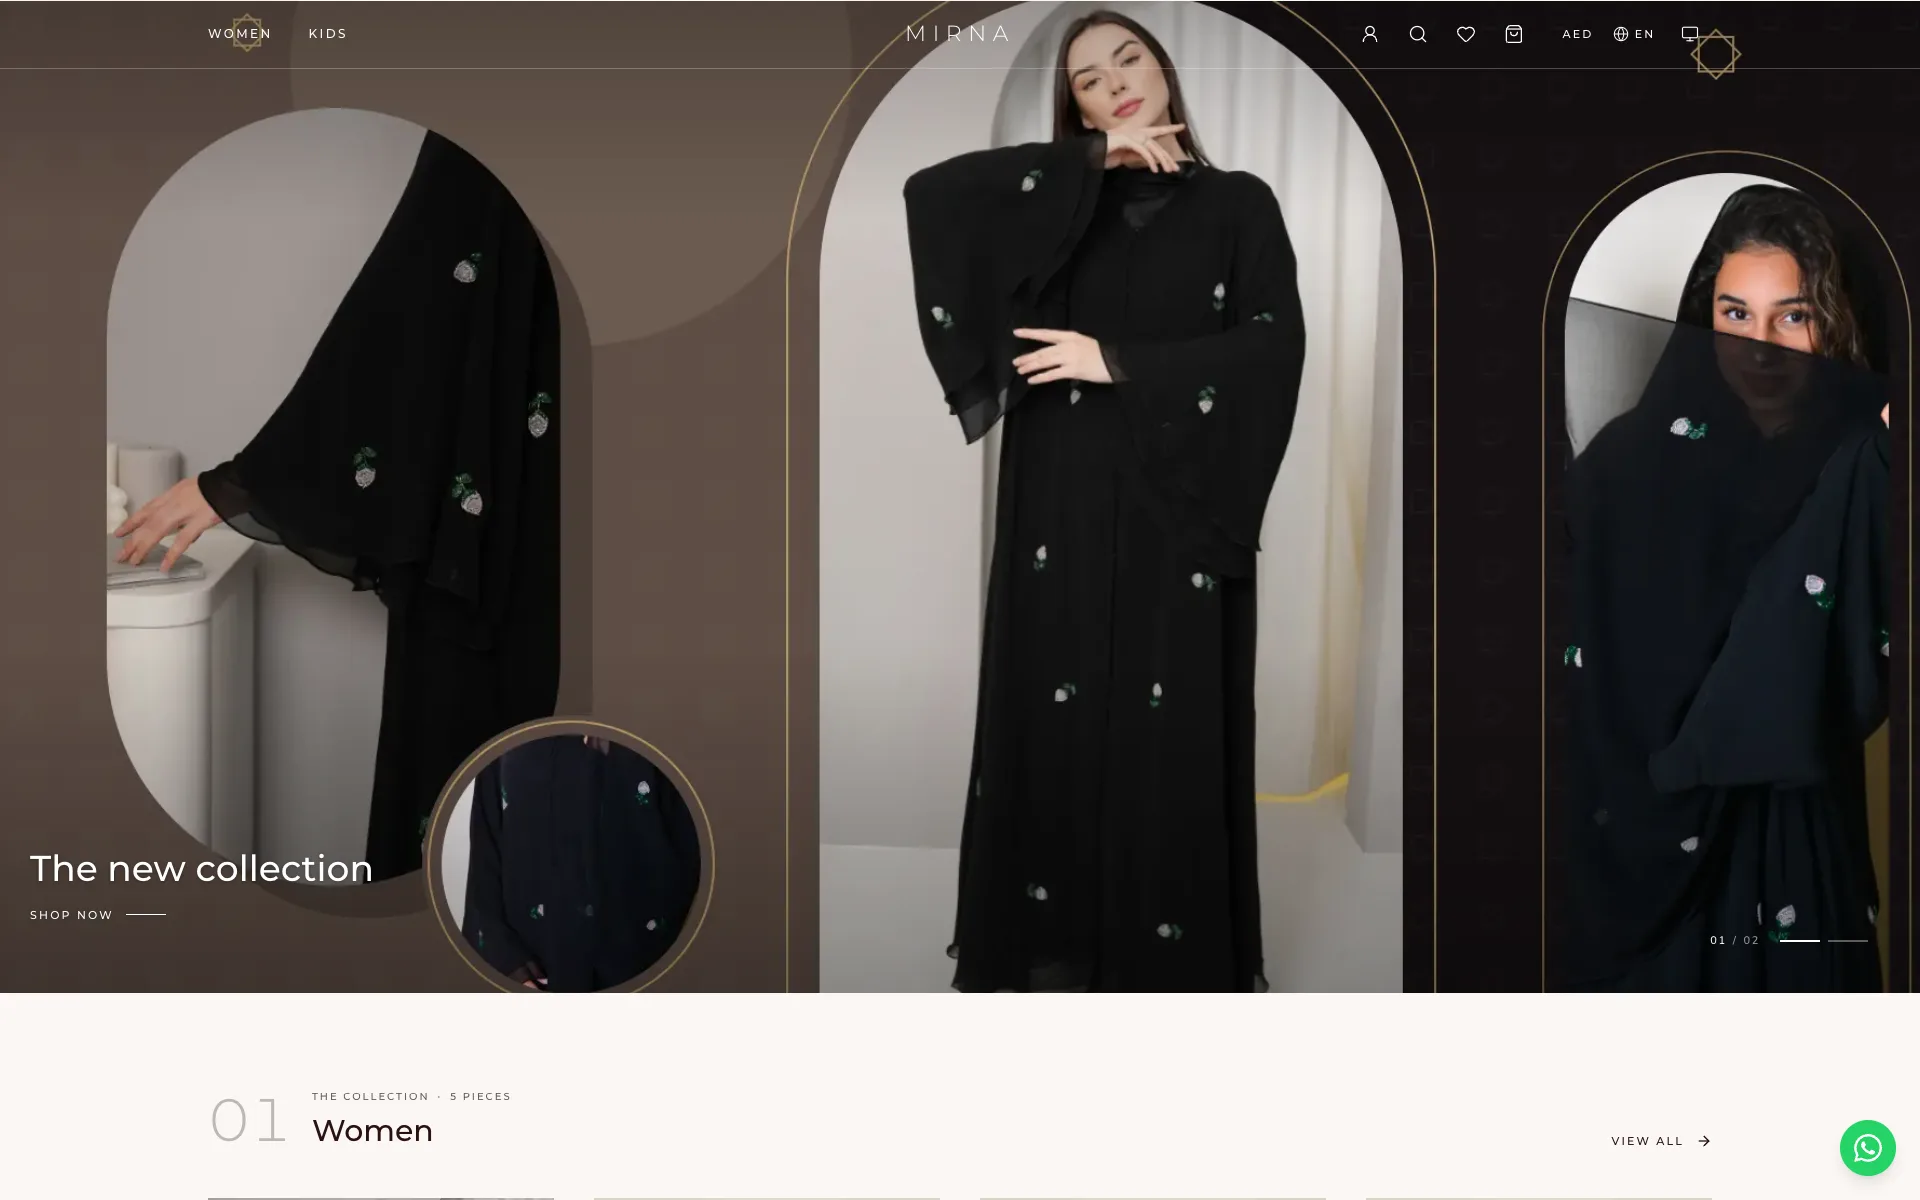 WOMEN
KIDS
MIRNA
AED
EN
The new collection
SHOP NOW
01 / 02
01
THE COLLECTION · 5 PIECES
Women
VIEW ALL